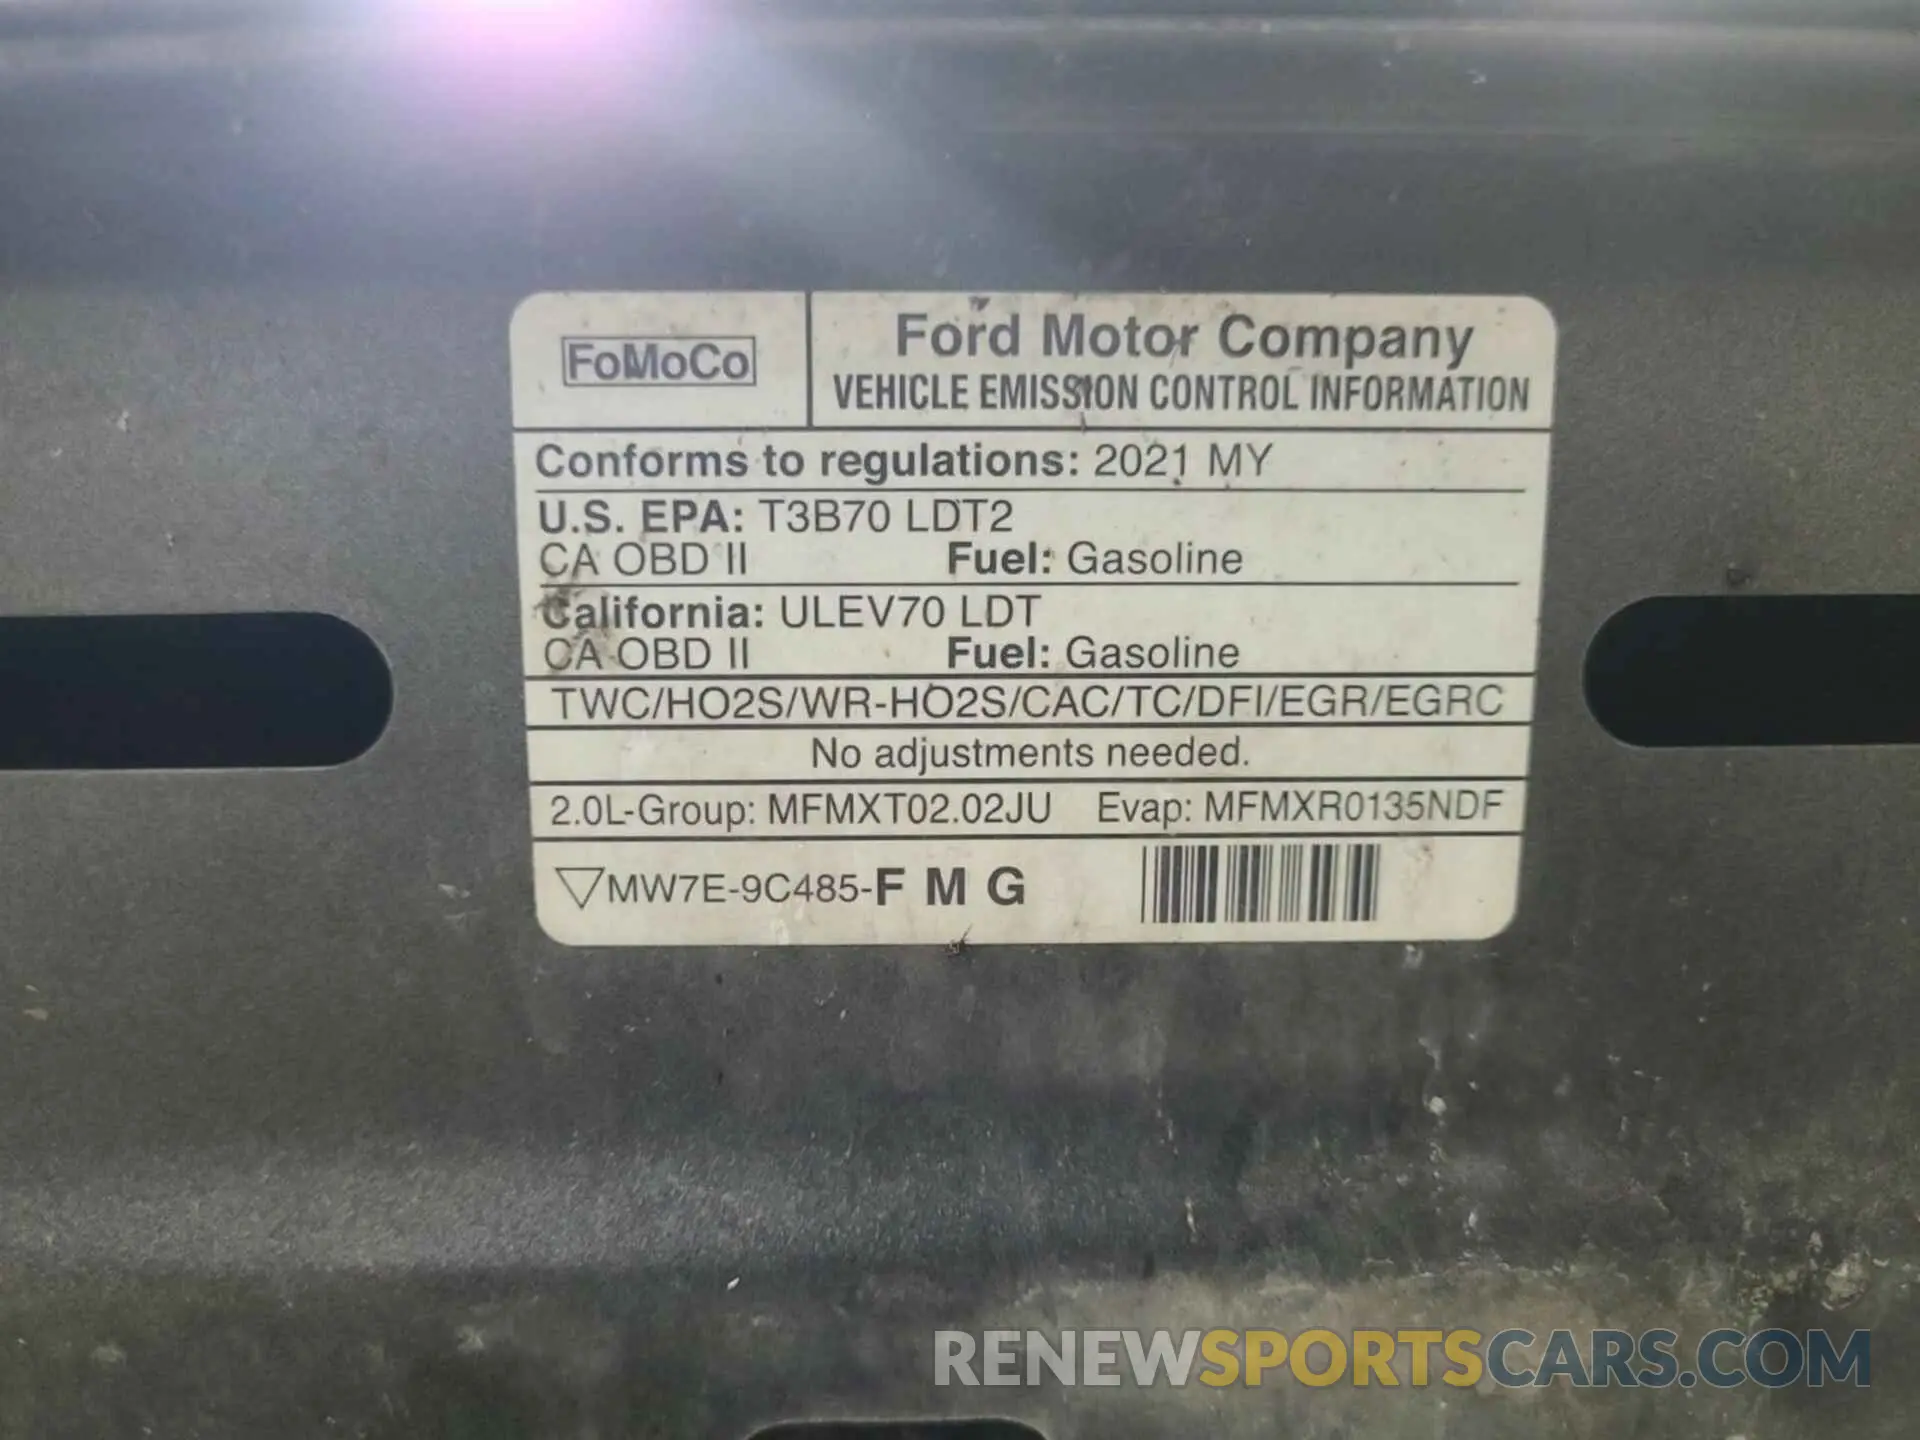 FoMoCo
Ford Motor Company
VEHICLE EMISSION CONTROL INFORMATION
Conforms to regulations: 2021 MY
U.S. EPA: T3B70 LDT2
CA OBD II Fuel: Gasoline
California: ULEV70 LDT
CA OBD II Fuel: Gasoline
TWC/HO2S/WR-HO2S/CAC/TC/DFI/EGR/EGRC
No adjustments needed.
2.0L-Group: MFMXT02.02JU Evap: MFMXR0135NDF
MW7E-9C485-F M G
RENEWSPORTSCARS.COM